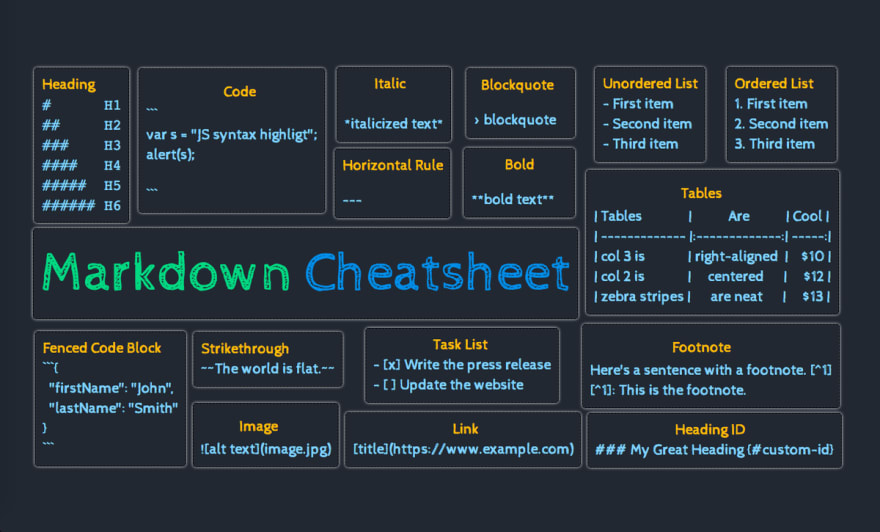 Heading
# H1
## H2
### H3
#### H4
##### H5
###### H6
Code
```
var s = "JS syntax highligt";
alert(s);
```
Italic
*italicized text*
Horizontal Rule
---
Blockquote
> blockquote
Bold
**bold text**
Unordered List
- First item
- Second item
- Third item
Ordered List
1. First item
2. Second item
3. Third item
Tables
| Tables | Are | Cool |
| ------------- |:-------------:| -----:|
| col 3 is | right-aligned | $10 |
| col 2 is | centered | $12 |
| zebra stripes | are neat | $13 |
Markdown Cheatsheet
Fenced Code Block
```{
"firstName": "John",
"lastName": "Smith"
}
```
Strikethrough
~~The world is flat.~~
Image
![alt text](image.jpg)
Task List
- [x] Write the press release
- [ ] Update the website
Link
[title](https://www.example.com)
Footnote
Here's a sentence with a footnote. [^1]
[^1]: This is the footnote.
Heading ID
### My Great Heading {#custom-id}